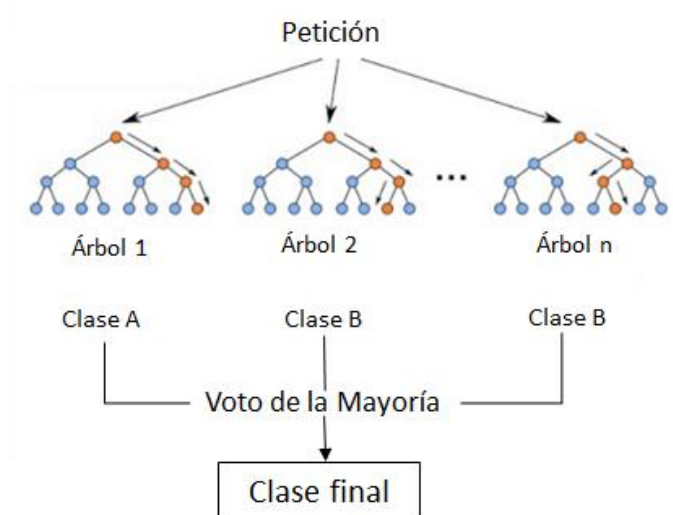 Petición
...
Árbol 1
Árbol 2
Árbol n
Clase A
Clase B
Clase B
Voto de la Mayoría
Clase final